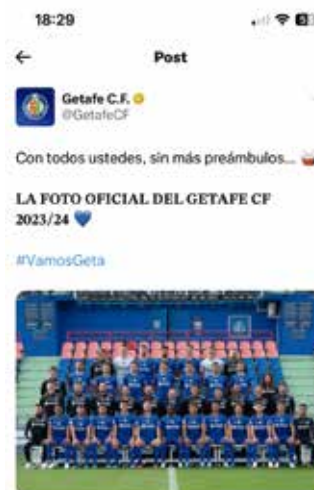 18:29
Post
Getafe C.F.
@GetafeCF
Con todos ustedes, sin más preámbulos...
LA FOTO OFICIAL DEL GETAFE CF
2023/24 💙
#VamosGeta